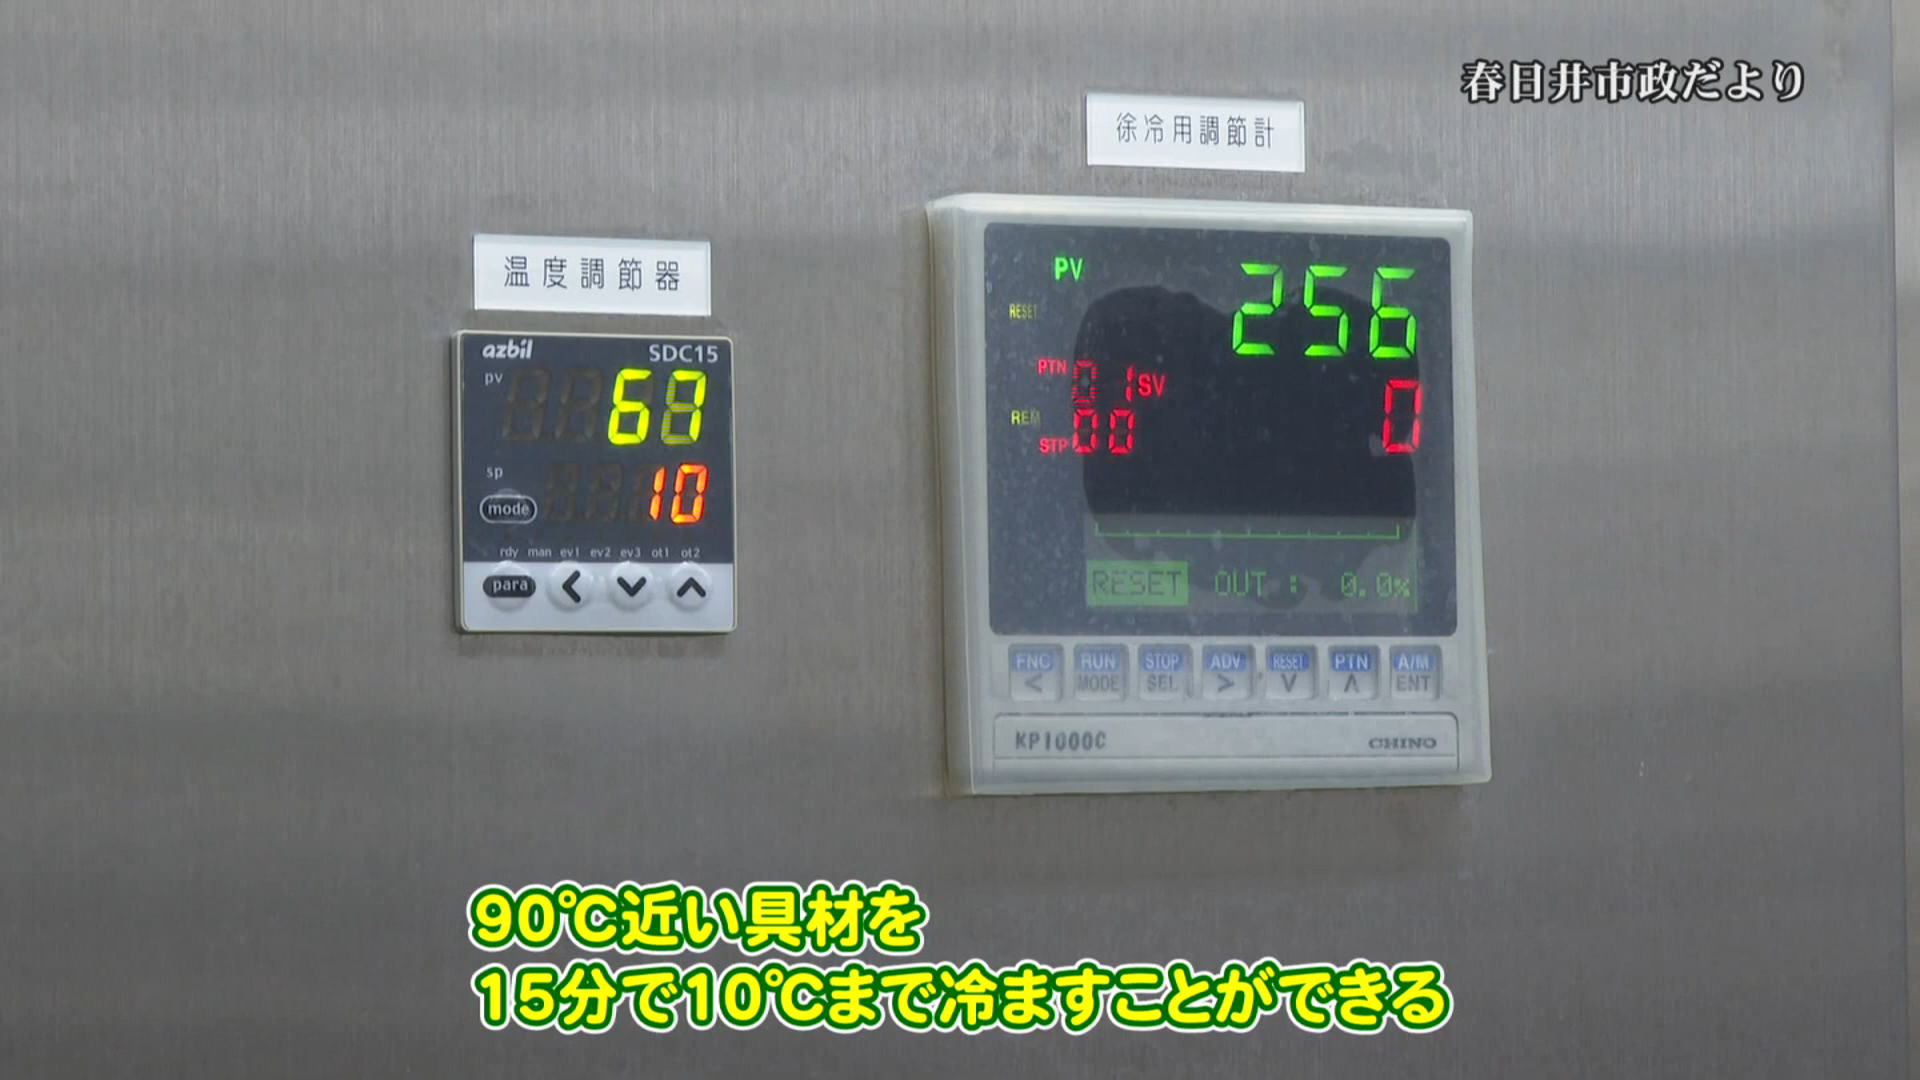 春日井市政だより
徐冷用調節計
温度調節器
azbil SDC15
pv 67
sp 10
mode
rdy man ev1 ev2 ev3 ot1 ot2
para
PV 256
RESET
PTN 01 SV 0
REM
STP 00
RESET OUT : 0.0%
FNC RUN STOP ADV RESET PTN A/M
< MODE SEL > ∨ ∧ ENT
KP1000C CHINO
90℃近い具材を
15分で10℃まで冷ますことができる